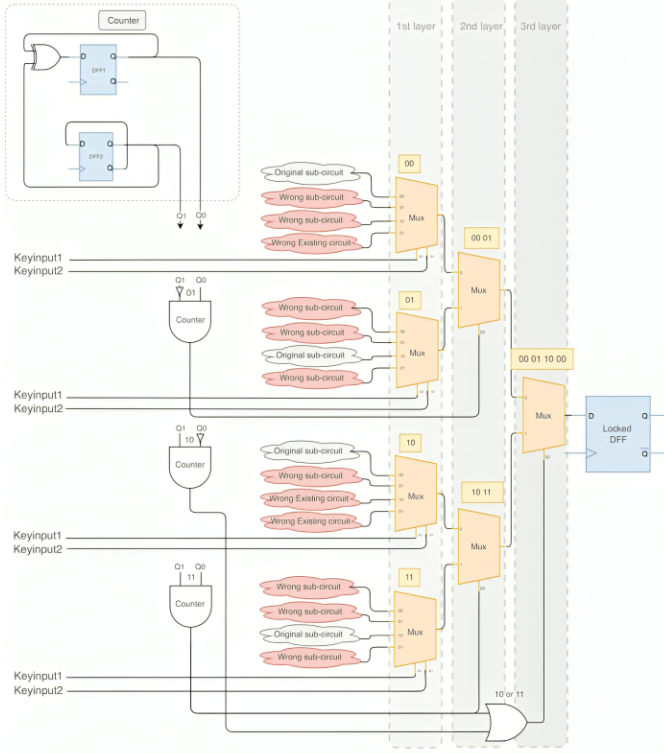 Counter
1st layer
2nd layer
3rd layer
D Q
DFF1
Q
D Q
DFF2
Q
Q1 Q0
00
Original sub-circuit
Wrong sub-circuit
Wrong sub-circuit
Wrong Existing circuit
Mux
Keyinput1
Keyinput2
00 01
Mux
Q1 Q0
01
Counter
01
Wrong sub-circuit
Wrong sub-circuit
Original sub-circuit
Wrong sub-circuit
Mux
Keyinput1
Keyinput2
00 01 10 00
Mux
D Q
Locked
DFF
Q
Q1 Q0
10
Counter
10
Original sub-circuit
Wrong sub-circuit
Wrong Existing circuit
Wrong Existing circuit
Mux
Keyinput1
Keyinput2
10 11
Mux
Q1 Q0
11
Counter
11
Wrong sub-circuit
Wrong sub-circuit
Original sub-circuit
Wrong sub-circuit
Mux
Keyinput1
Keyinput2
10 or 11